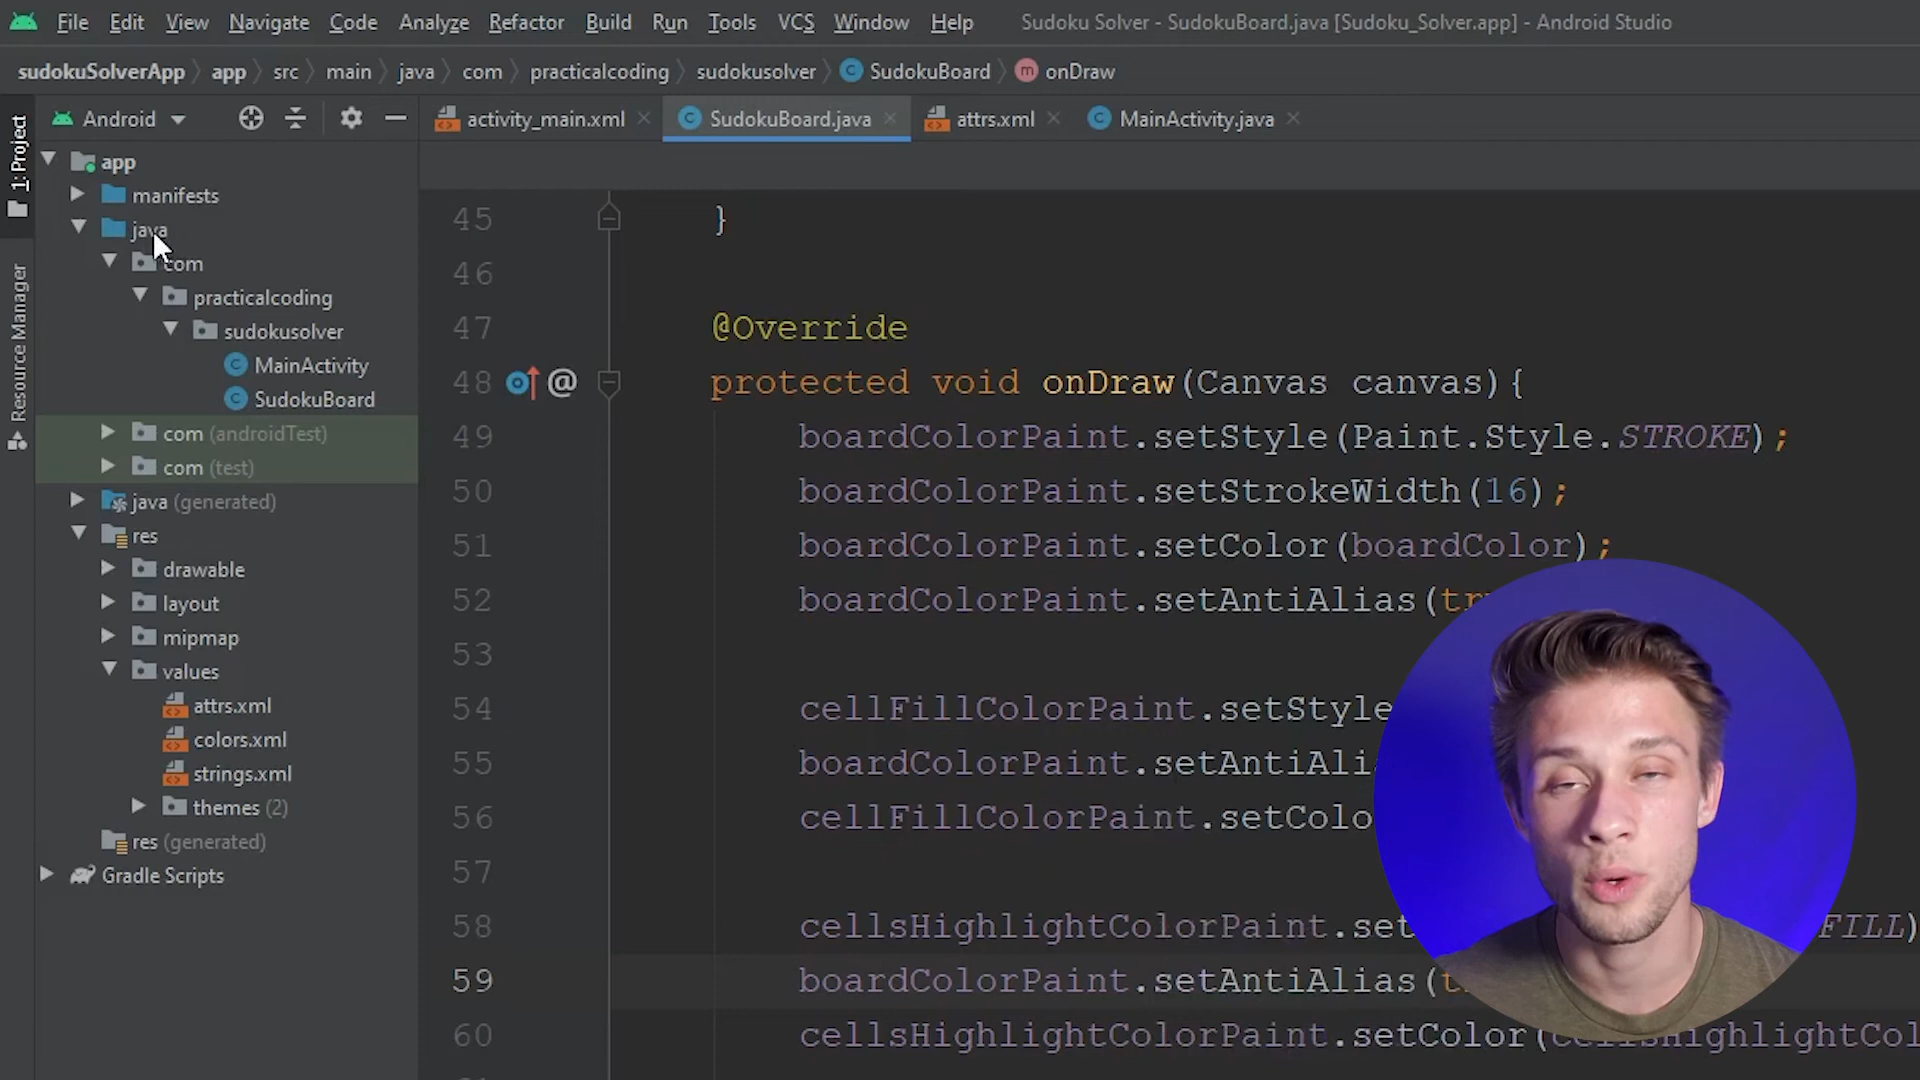 File Edit View Navigate Code Analyze Refactor Build Run Tools VCS Window Help Sudoku Solver - SudokuBoard.java [Sudoku_Solver.app] - Android Studio
sudokuSolverApp app src main java com practicalcoding sudokusolver SudokuBoard onDraw
1: Project
Resource Manager
Android
activity_main.xml SudokuBoard.java attrs.xml MainActivity.java
app
manifests
java
com
practicalcoding
sudokusolver
MainActivity
SudokuBoard
com (androidTest)
com (test)
java (generated)
res
drawable
layout
mipmap
values
attrs.xml
colors.xml
strings.xml
themes (2)
res (generated)
Gradle Scripts
45 }
46
47 @Override
48 @ protected void onDraw(Canvas canvas){
49 boardColorPaint.setStyle(Paint.Style.STROKE);
50 boardColorPaint.setStrokeWidth(16);
51 boardColorPaint.setColor(boardColor);
52 boardColorPaint.setAntiAlias(
53
54 cellFillColorPaint.setStyle
55 boardColorPaint.setAntiAli
56 cellFillColorPaint.setColo
57
58 cellsHighlightColorPaint.set FILL)
59 boardColorPaint.setAntiAlias(
60 cellsHighlightColorPaint.setColor(